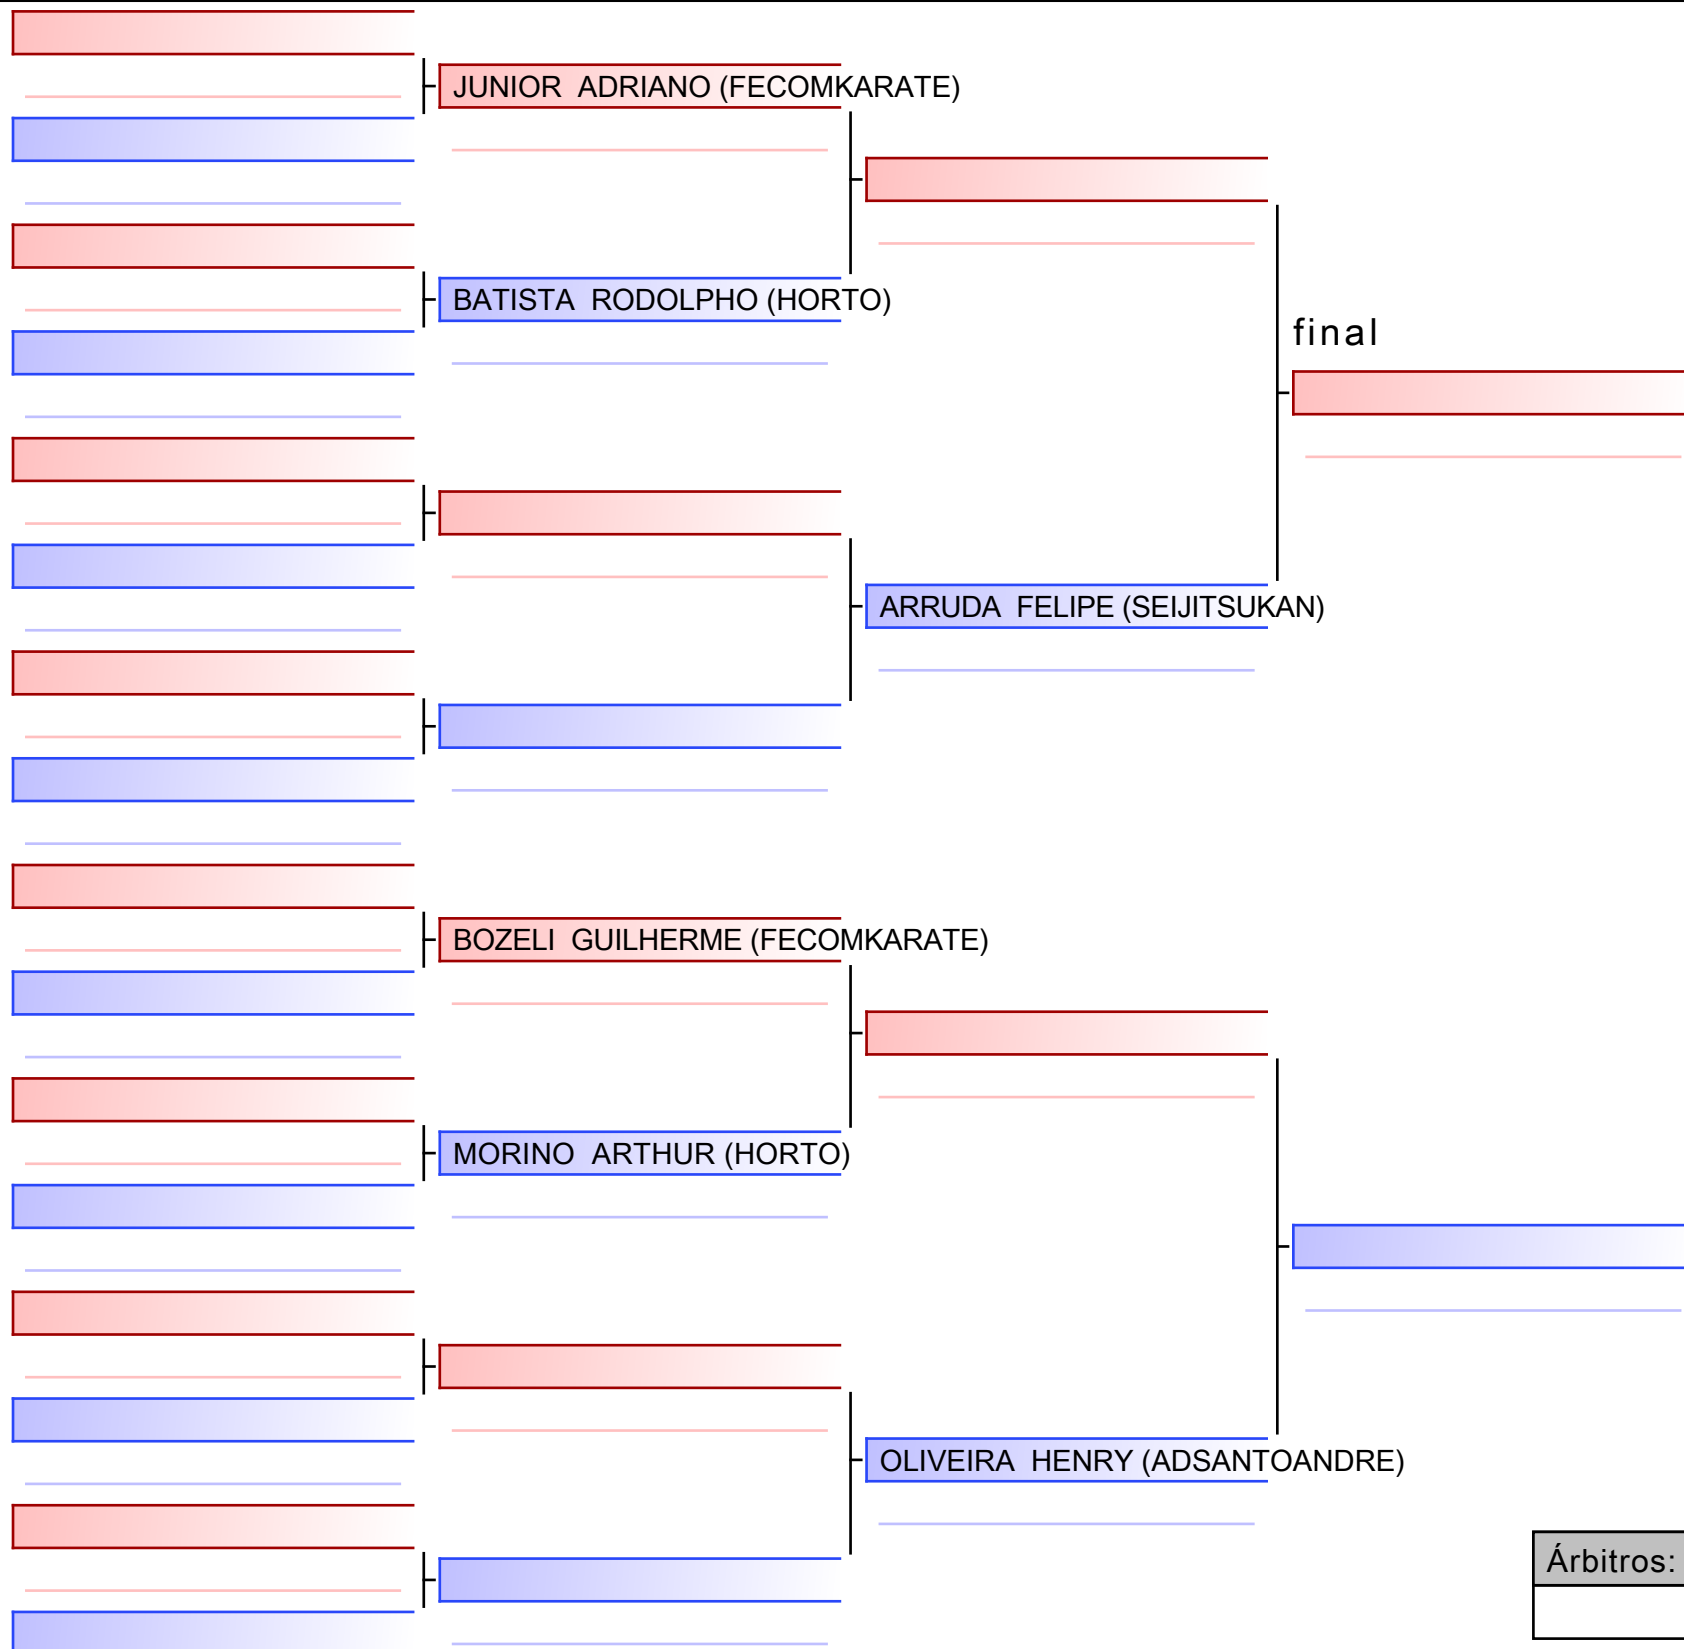 JUNIOR  ADRIANO (FECOMKARATE)
BATISTA  RODOLPHO (HORTO)
final
ARRUDA  FELIPE (SEIJITSUKAN)
BOZELI  GUILHERME (FECOMKARATE)
MORINO  ARTHUR (HORTO)
OLIVEIRA  HENRY (ADSANTOANDRE)
Árbitros: